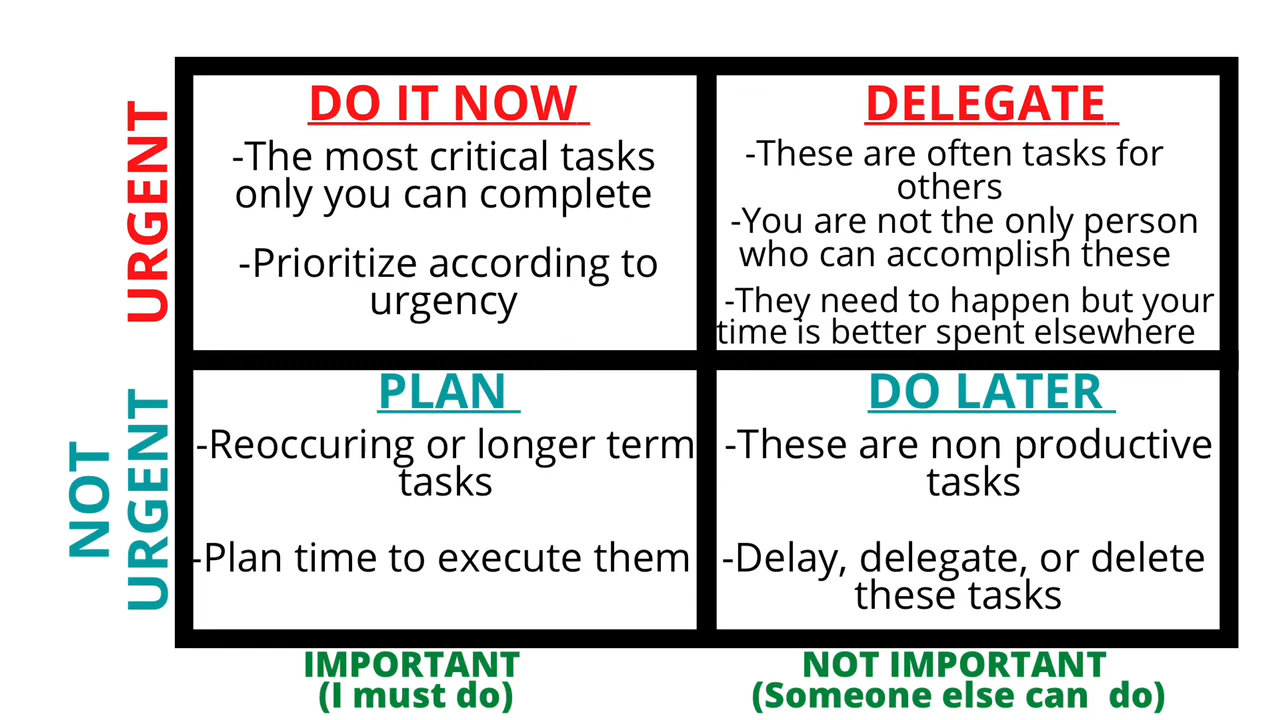 URGENT
DO IT NOW
-The most critical tasks
only you can complete
-Prioritize according to
urgency
DELEGATE
-These are often tasks for
others
-You are not the only person
who can accomplish these
-They need to happen but your
time is better spent elsewhere
NOT
URGENT
PLAN
-Reoccuring or longer term
tasks
-Plan time to execute them
DO LATER
-These are non productive
tasks
-Delay, delegate, or delete
these tasks
IMPORTANT
(I must do)
NOT IMPORTANT
(Someone else can do)